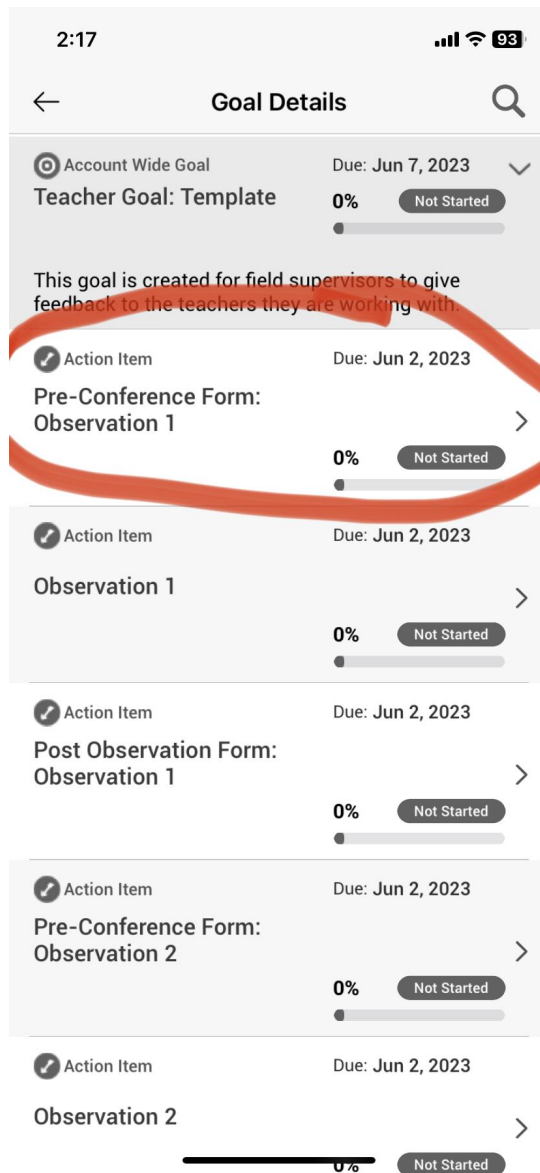 2:17
93
Goal Details
Account Wide Goal
Due: Jun 7, 2023
Teacher Goal: Template
0%
Not Started
This goal is created for field supervisors to give
feedback to the teachers they are working with.
Action Item
Due: Jun 2, 2023
Pre-Conference Form:
Observation 1
0%
Not Started
Action Item
Due: Jun 2, 2023
Observation 1
0%
Not Started
Action Item
Due: Jun 2, 2023
Post Observation Form:
Observation 1
0%
Not Started
Action Item
Due: Jun 2, 2023
Pre-Conference Form:
Observation 2
0%
Not Started
Action Item
Due: Jun 2, 2023
Observation 2
0%
Not Started